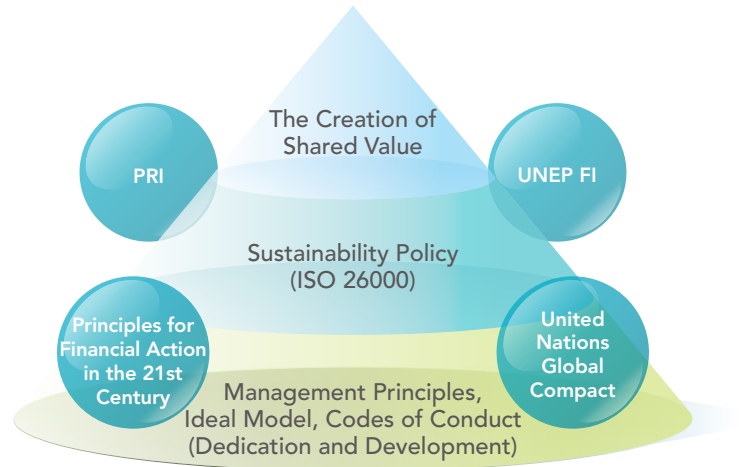 The Creation of
Shared Value
PRI
UNEP FI
Sustainability Policy
(ISO 26000)
Principles for
Financial Action
in the 21st
Century
United
Nations
Global
Compact
Management Principles,
Ideal Model, Codes of Conduct
(Dedication and Development)